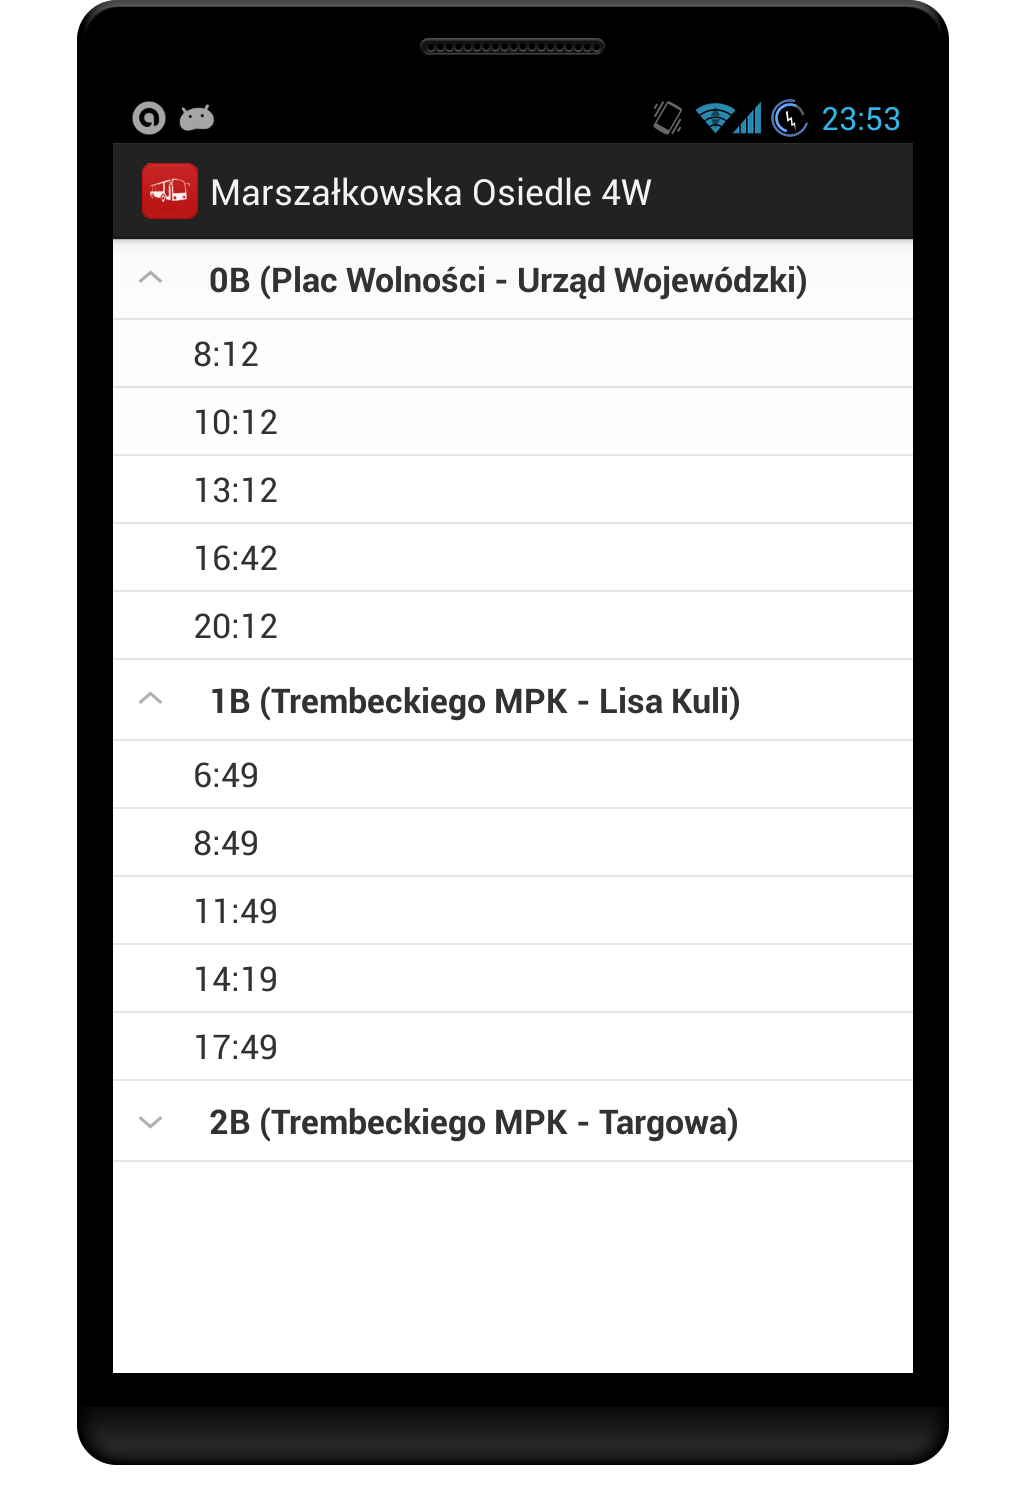 23:53
Marszałkowska Osiedle 4W
0B (Plac Wolności - Urząd Wojewódzki)
8:12
10:12
13:12
16:42
20:12
1B (Trembeckiego MPK - Lisa Kuli)
6:49
8:49
11:49
14:19
17:49
2B (Trembeckiego MPK - Targowa)